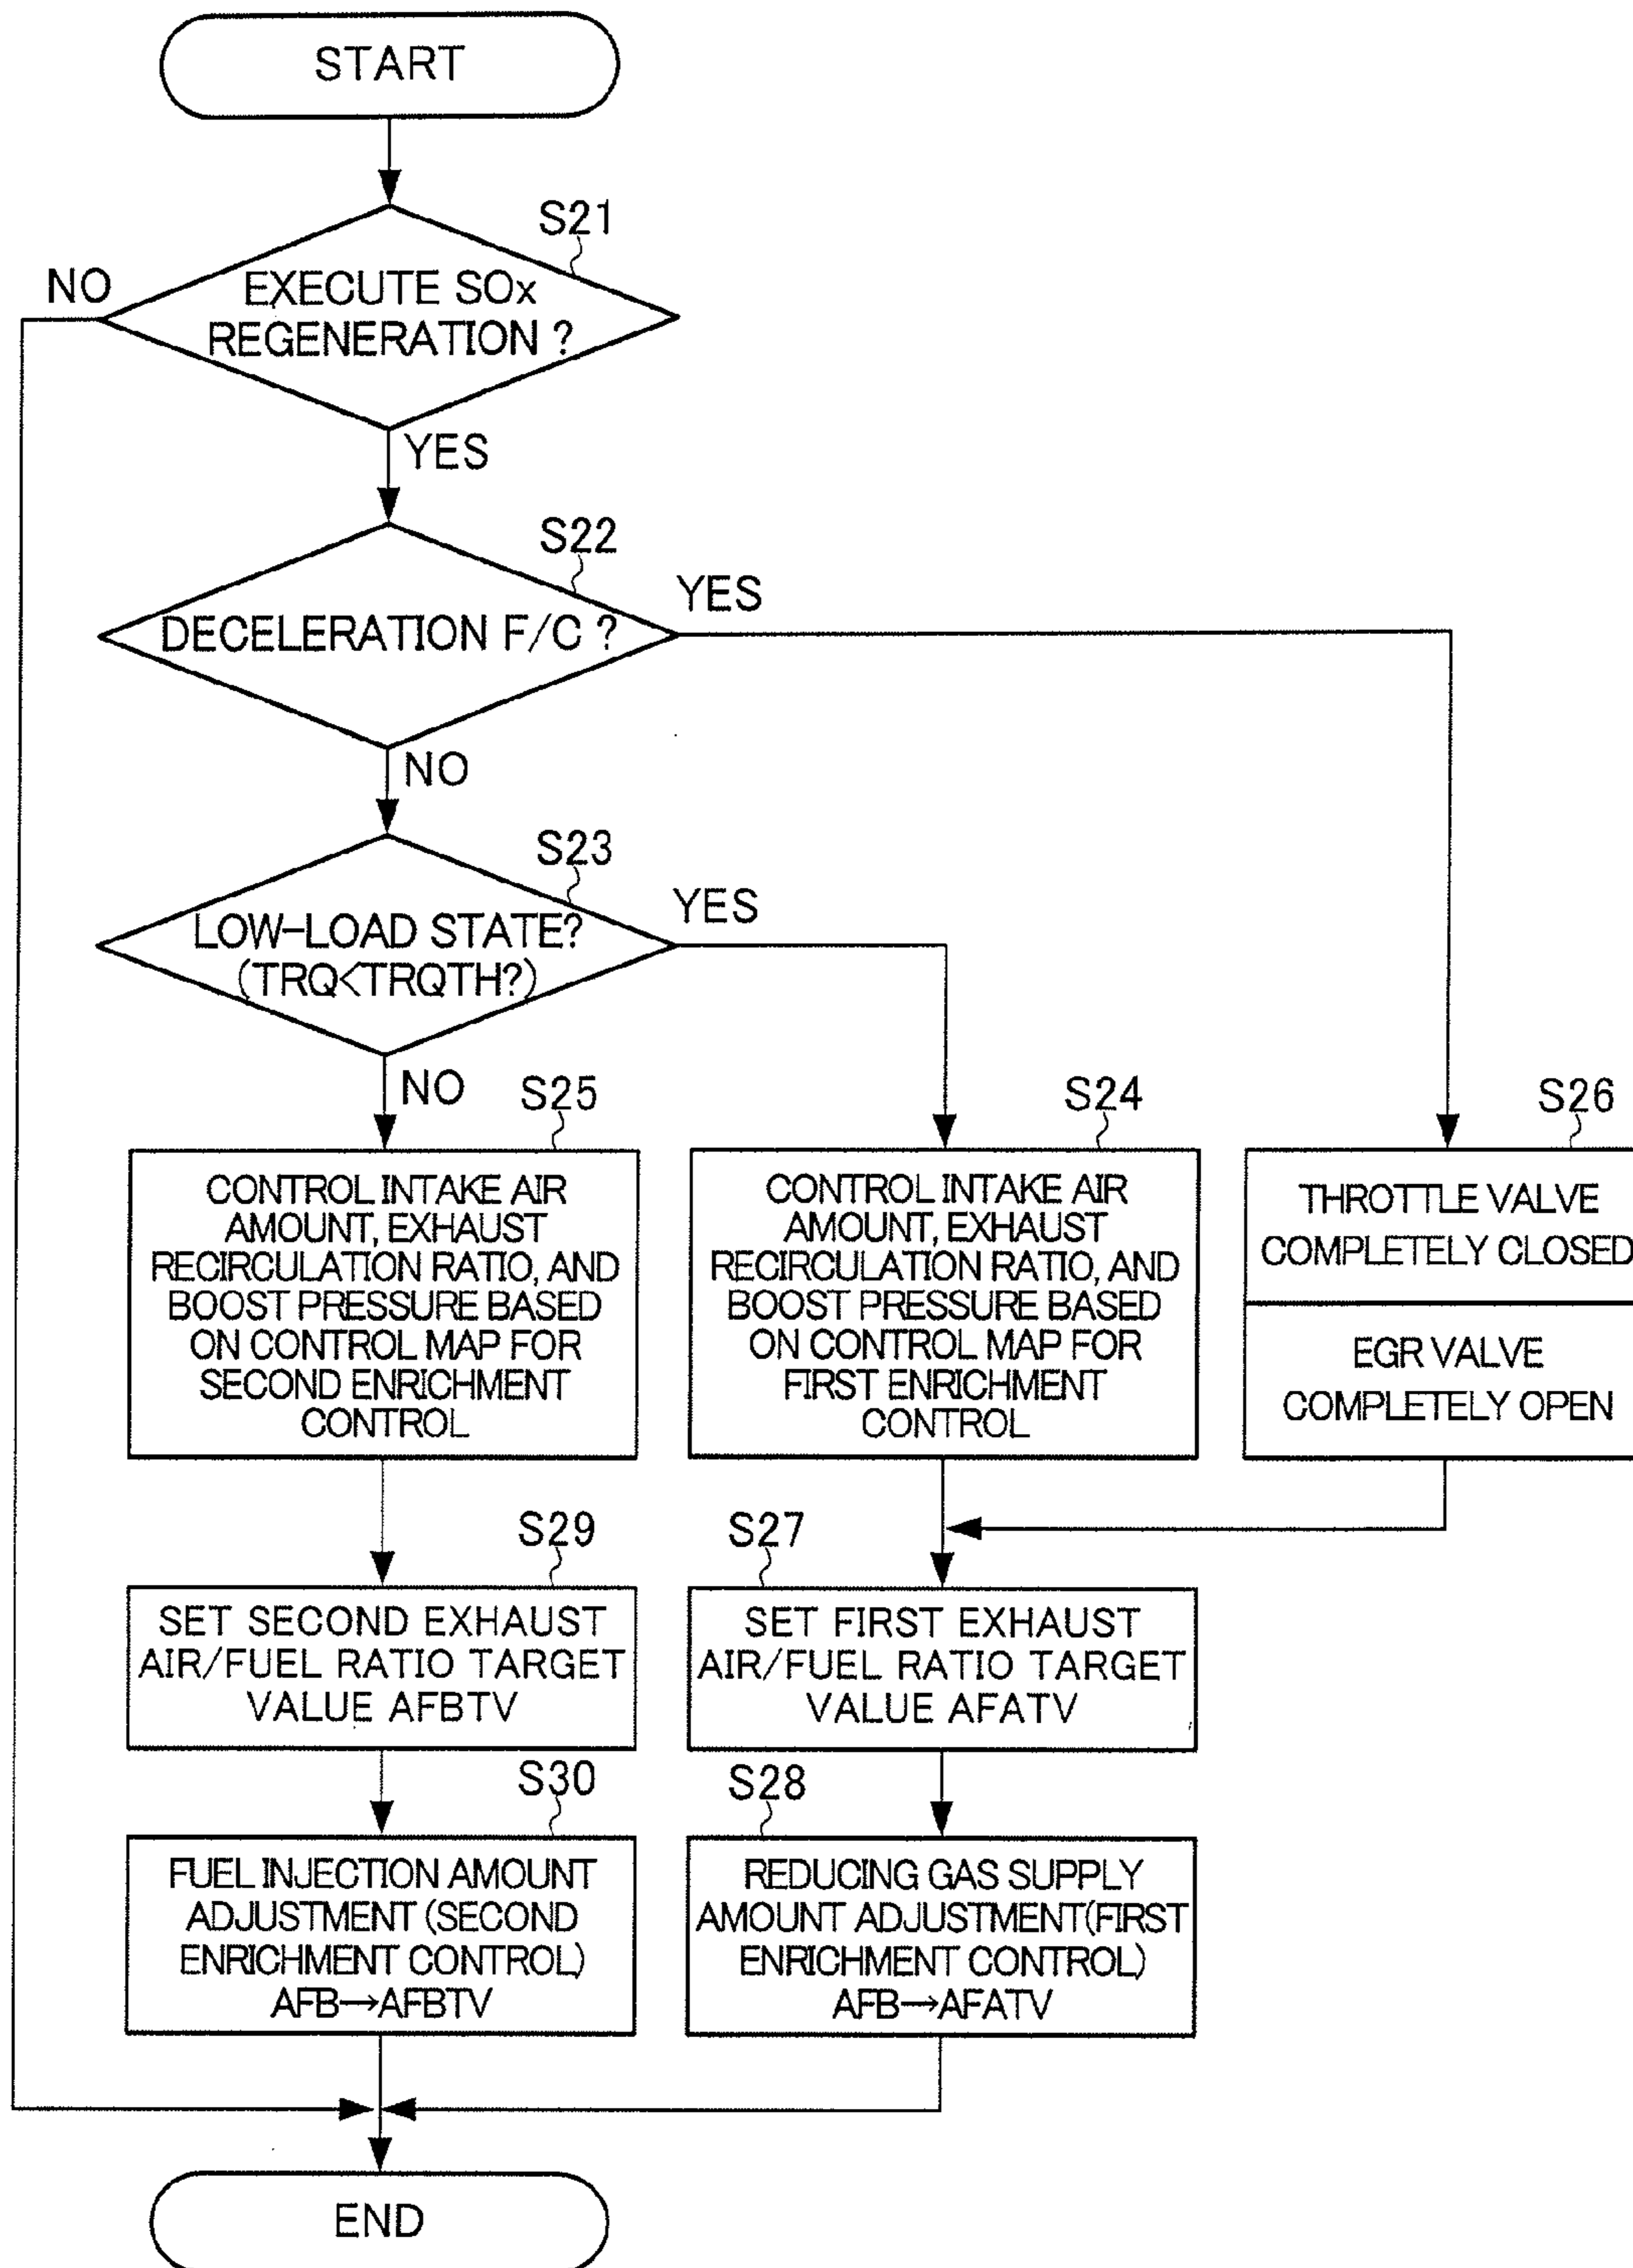 START
S21
NO
EXECUTE SOx
REGENERATION ?
YES
S22
YES
DECELERATION F/C ?
NO
S23
YES
LOW-LOAD STATE?
(TRQ<TRQTH?)
NO
S25
CONTROL INTAKE AIR
AMOUNT, EXHAUST
RECIRCULATION RATIO, AND
BOOST PRESSURE BASED
ON CONTROL MAP FOR
SECOND ENRICHMENT
CONTROL
S24
CONTROL INTAKE AIR
AMOUNT, EXHAUST
RECIRCULATION RATIO, AND
BOOST PRESSURE BASED
ON CONTROL MAP FOR
FIRST ENRICHMENT
CONTROL
S26
THROTTLE VALVE
COMPLETELY CLOSED
EGR VALVE
COMPLETELY OPEN
S29
SET SECOND EXHAUST
AIR/FUEL RATIO TARGET
VALUE AFBTV
S27
SET FIRST EXHAUST
AIR/FUEL RATIO TARGET
VALUE AFATV
S30
FUEL INJECTION AMOUNT
ADJUSTMENT (SECOND
ENRICHMENT CONTROL)
AFB→AFBTV
S28
REDUCING GAS SUPPLY
AMOUNT ADJUSTMENT(FIRST
ENRICHMENT CONTROL)
AFB→AFATV
END